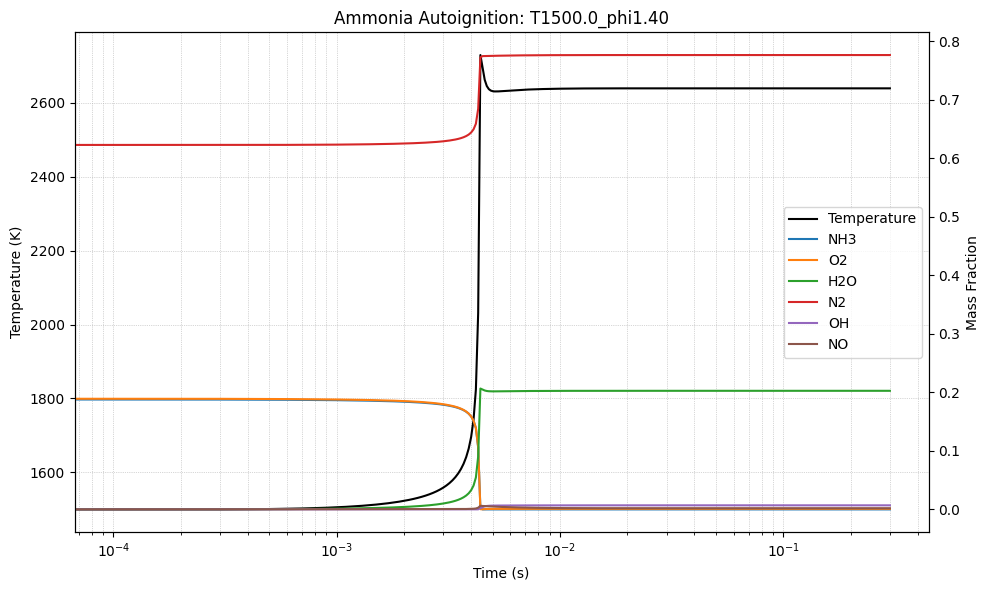 Ammonia Autoignition: T1500.0_phi1.40
Temperature (K)
2600
2400
2200
2000
1800
1600
0.8
0.7
0.6
0.5
0.4
0.3
0.2
0.1
0.0
Mass Fraction
Temperature
NH3
O2
H2O
N2
OH
NO
10⁻⁴
10⁻³
10⁻²
10⁻¹
Time (s)